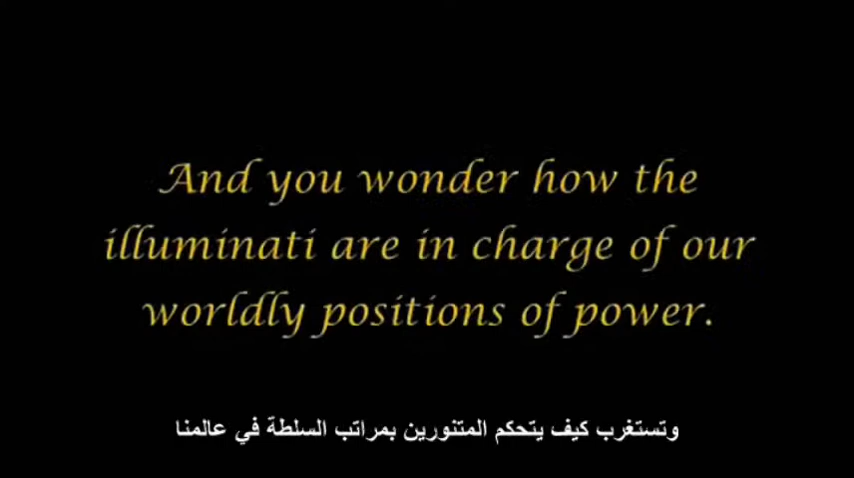 And you wonder how the
illuminati are in charge of our
worldly positions of power.
وتستغرب كيف يتحكم المتنورين بمراتب السلطة في عالمنا